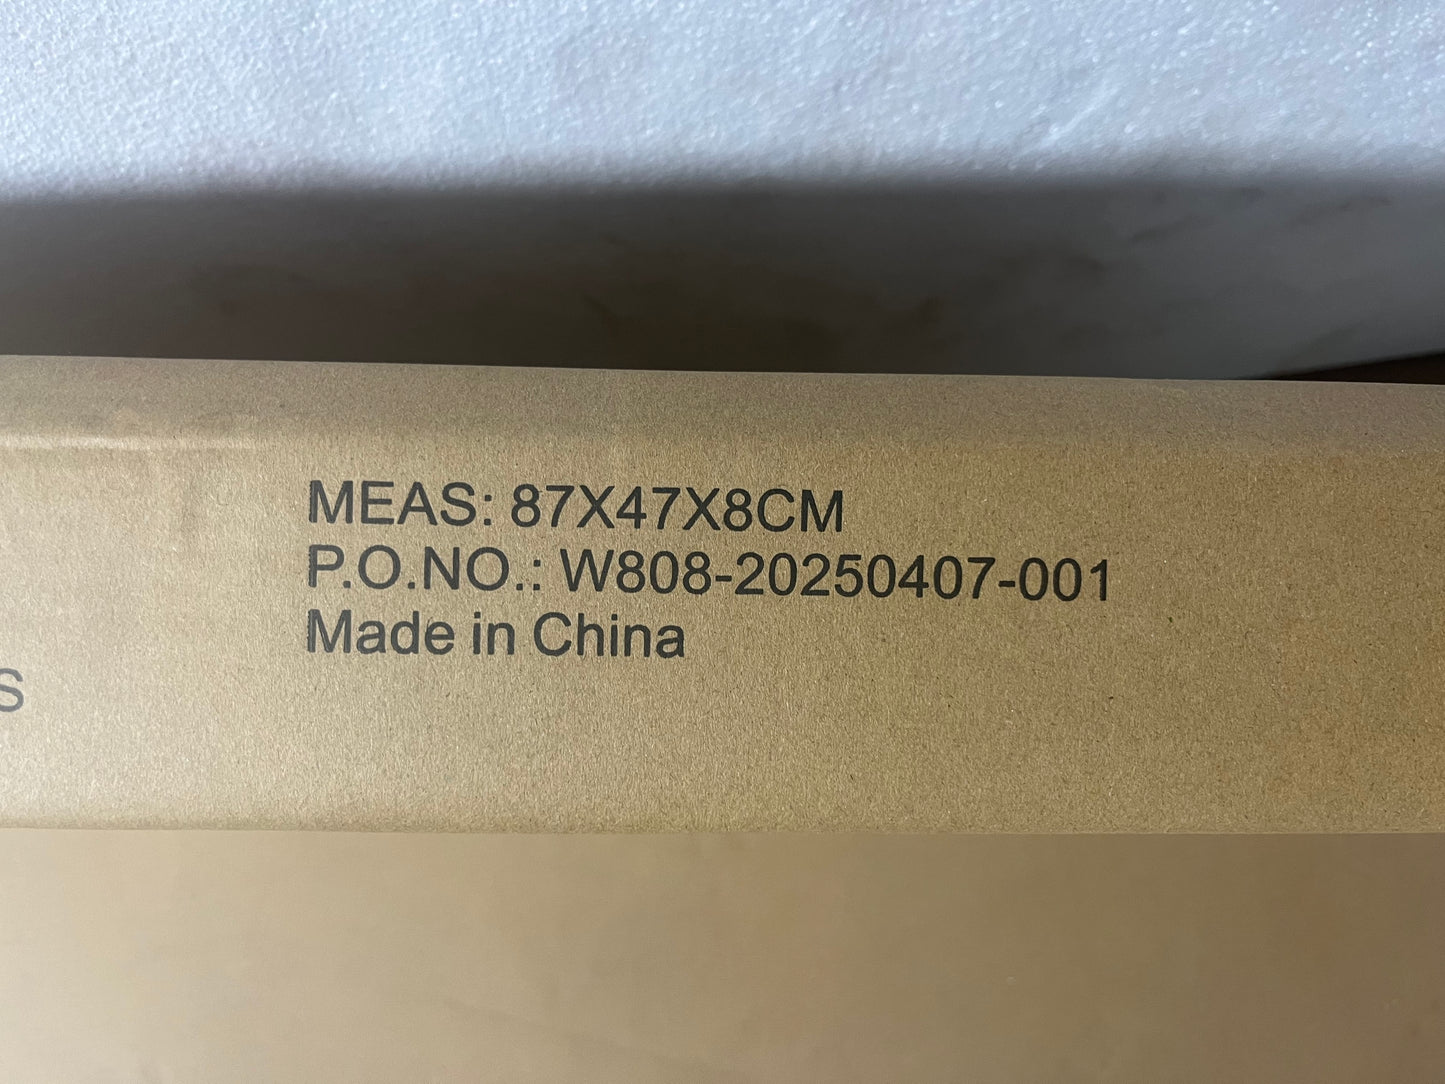 MEAS: 87X47X8CM
P.O.NO.: W808-20250407-001
Made in China
S